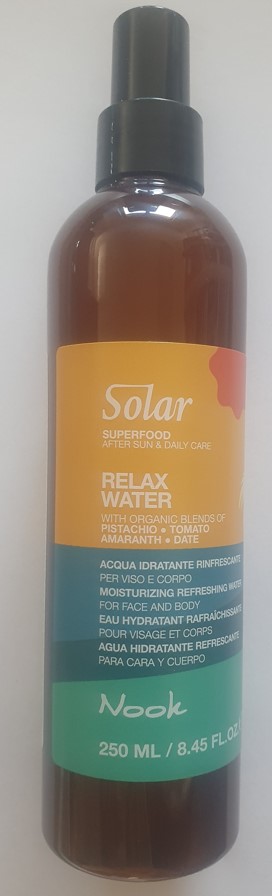 Solar
SUPERFOOD
AFTER SUN & DAILY CARE
RELAX
WATER
WITH ORGANIC BLENDS OF
PISTACHIO • TOMATO
AMARANTH • DATE
ACQUA IDRATANTE RINFRESCANTE
PER VISO E CORPO
MOISTURIZING REFRESHING WATER
FOR FACE AND BODY
EAU HYDRATANT RAFRAÎCHISSANTE
POUR VISAGE ET CORPS
AGUA HIDRATANTE REFRESCANTE
PARA CARA Y CUERPO
Nook
250 ML / 8.45 FL.OZ